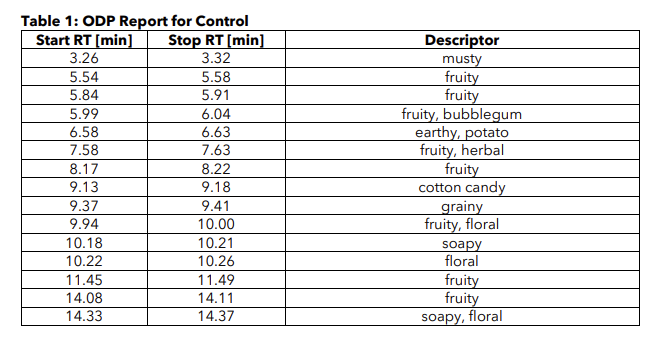 Table 1: ODP Report for Control
Start RT [min] Stop RT [min] Descriptor
3.26 3.32 musty
5.54 5.58 fruity
5.84 5.91 fruity
5.99 6.04 fruity, bubblegum
6.58 6.63 earthy, potato
7.58 7.63 fruity, herbal
8.17 8.22 fruity
9.13 9.18 cotton candy
9.37 9.41 grainy
9.94 10.00 fruity, floral
10.18 10.21 soapy
10.22 10.26 floral
11.45 11.49 fruity
14.08 14.11 fruity
14.33 14.37 soapy, floral